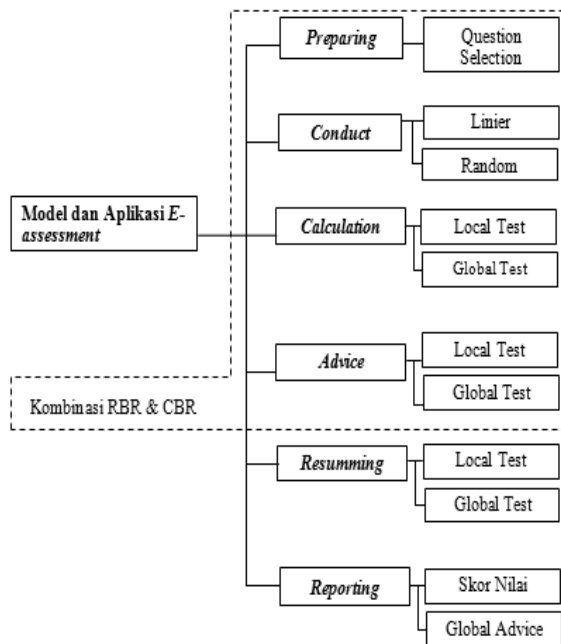 Preparing
Question
Selection
Conduct
Linier
Random
Model dan Aplikasi E-
assessment
Calculation
Local Test
Global Test
Advice
Local Test
Global Test
Kombinasi RBR & CBR
Resumming
Local Test
Global Test
Reporting
Skor Nilai
Global Advice